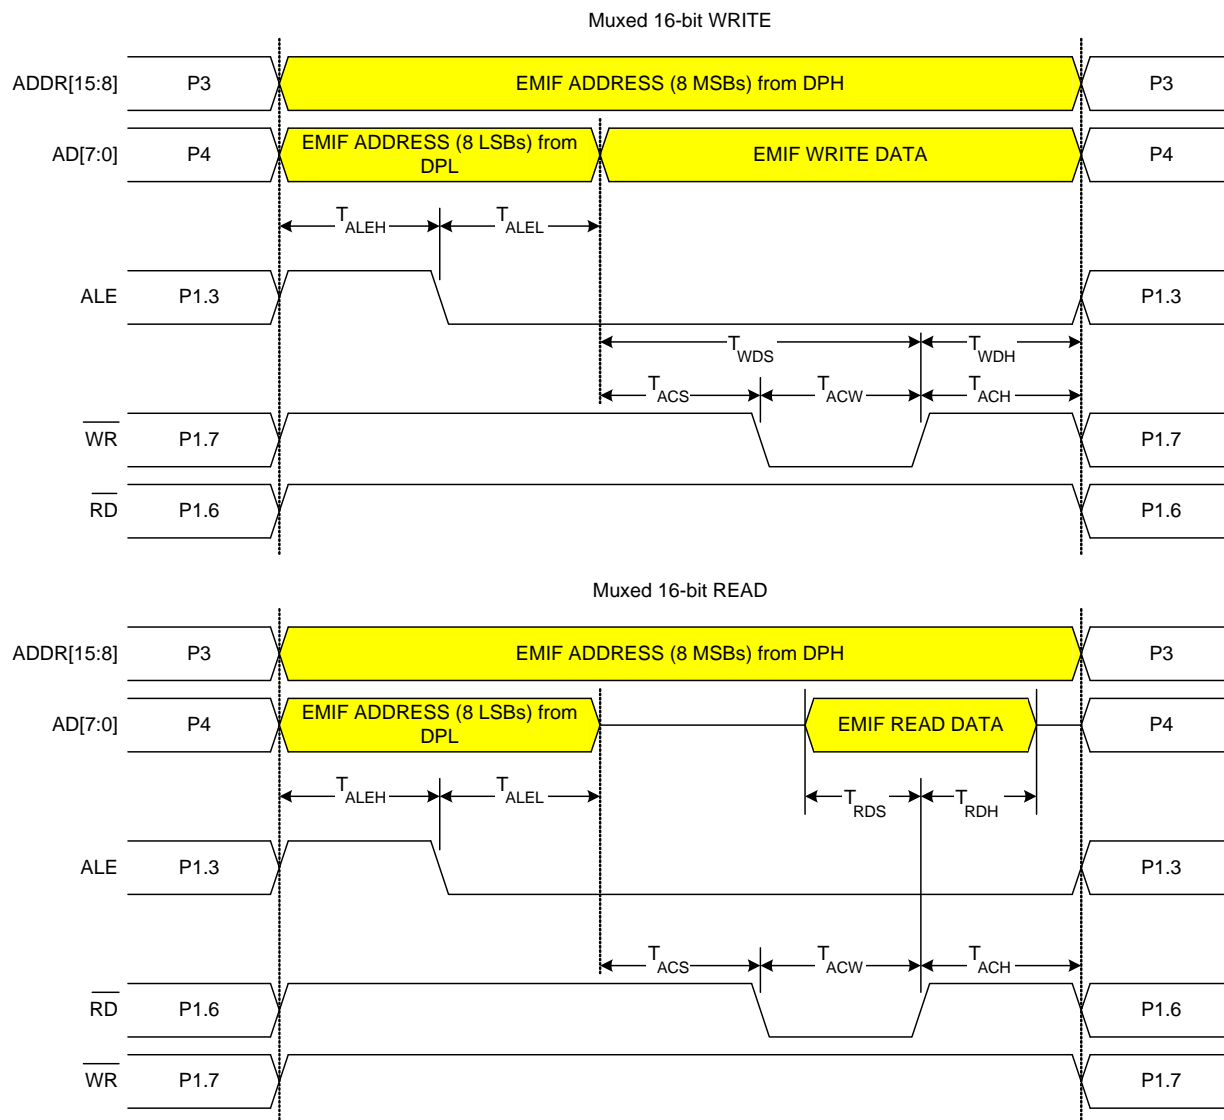 Muxed 16-bit WRITE
ADDR[15:8] P3 EMIF ADDRESS (8 MSBs) from DPH P3
AD[7:0] P4 EMIF ADDRESS (8 LSBs) from
DPL EMIF WRITE DATA P4
TALEH TALEL
ALE P1.3 P1.3
TWDS TWDH
TACS TACW TACH
WR P1.7 P1.7
RD P1.6 P1.6
Muxed 16-bit READ
ADDR[15:8] P3 EMIF ADDRESS (8 MSBs) from DPH P3
AD[7:0] P4 EMIF ADDRESS (8 LSBs) from
DPL EMIF READ DATA P4
TALEH TALEL TRDS TRDH
ALE P1.3 P1.3
TACS TACW TACH
RD P1.6 P1.6
WR P1.7 P1.7